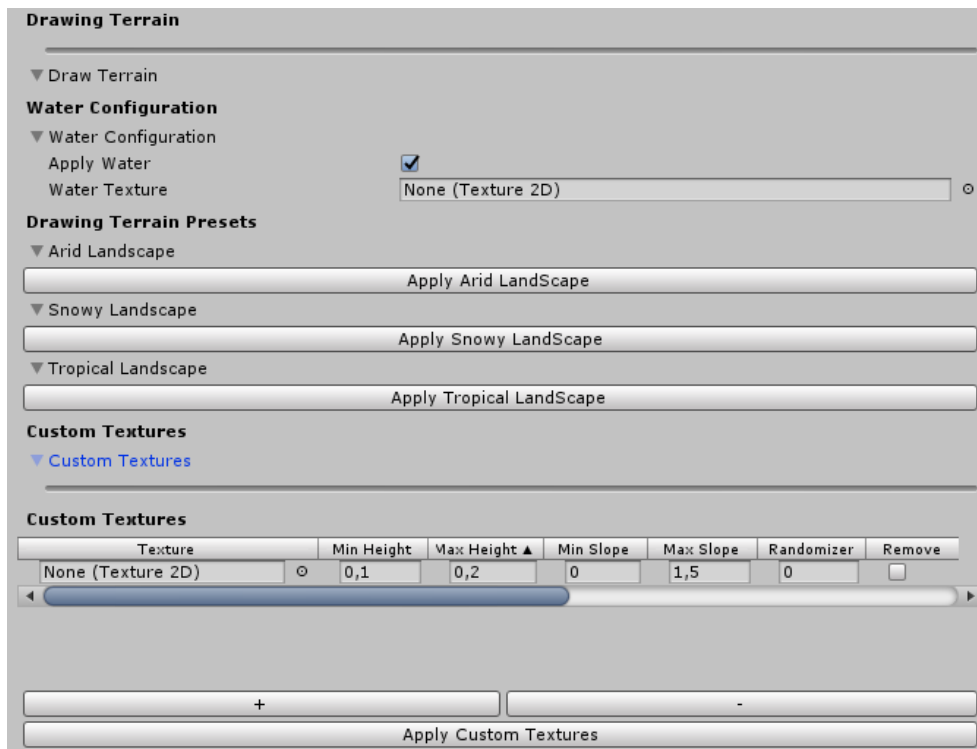 Drawing Terrain
Draw Terrain
Water Configuration
Water Configuration
Apply Water
Water Texture None (Texture 2D)
Drawing Terrain Presets
Arid Landscape
Apply Arid LandScape
Snowy Landscape
Apply Snowy LandScape
Tropical Landscape
Apply Tropical LandScape
Custom Textures
Custom Textures
Custom Textures
Texture Min Height Max Height ▲ Min Slope Max Slope Randomizer Remove
None (Texture 2D) 0,1 0,2 0 1,5 0
+ -
Apply Custom Textures